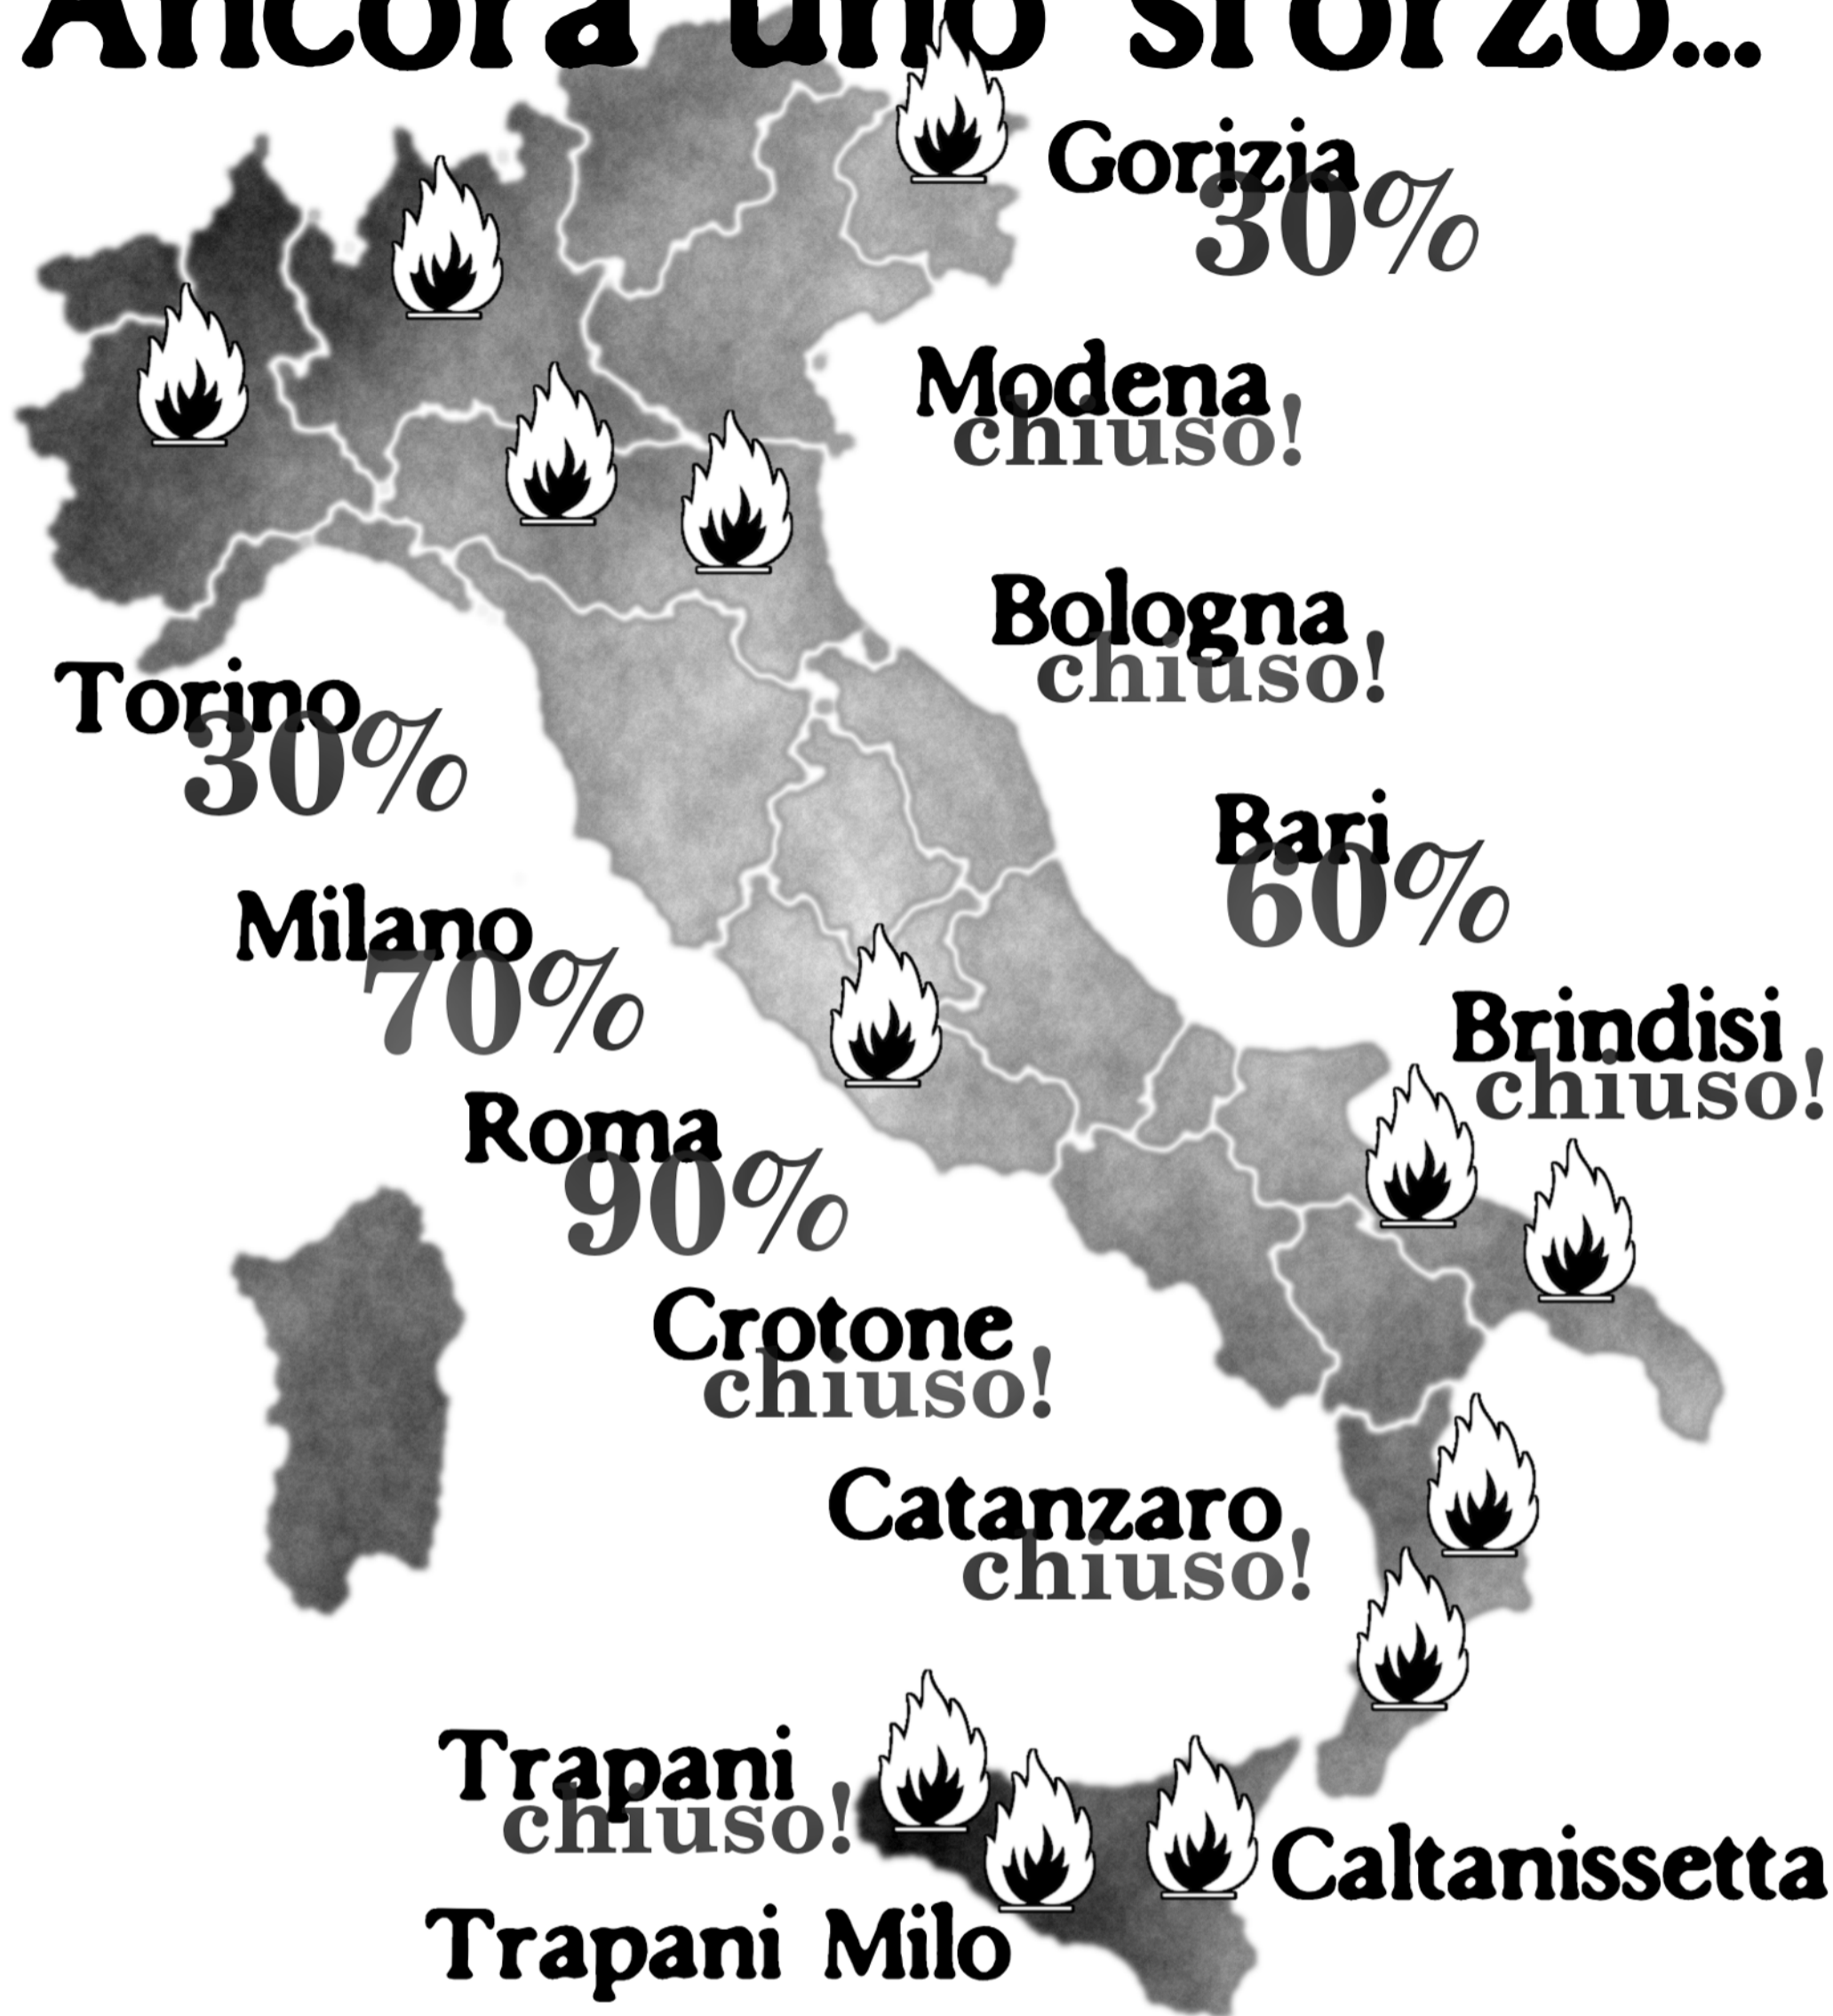 Ancora uno sforzo...
Gorizia
30%
Modena
chiuso!
Bologna
chiuso!
Torino
30%
Bari
60%
Milano
70%
Brindisi
chiuso!
Roma
90%
Crotone
chiuso!
Catanzaro
chiuso!
Trapani
chiuso!
Caltanissetta
Trapani Milo